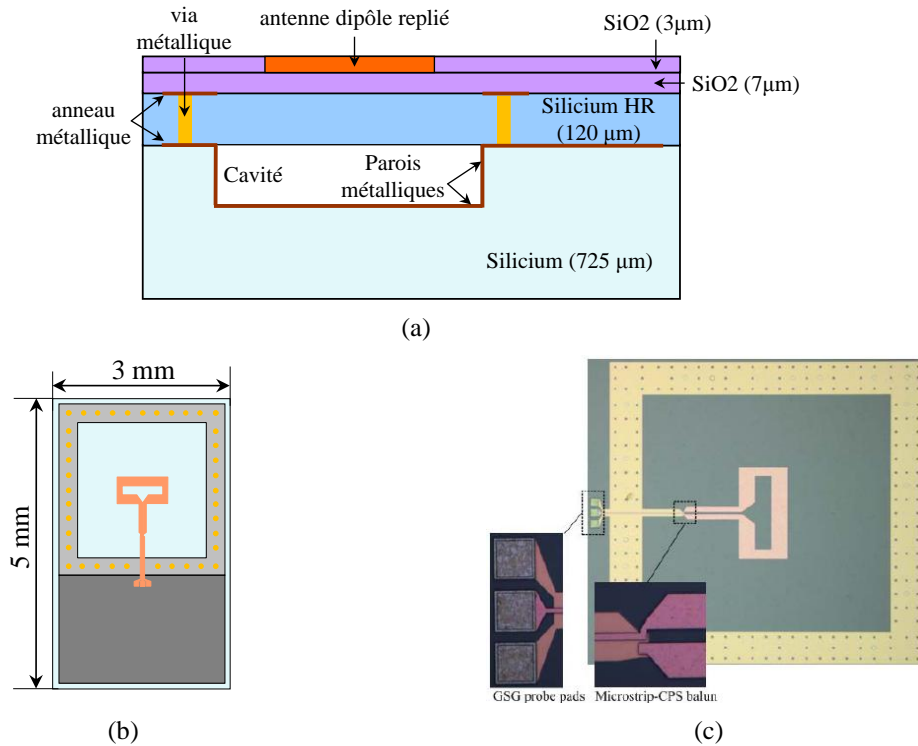 via
métallique
antenne dipôle replié
SiO2 (3μm)
SiO2 (7μm)
anneau
métallique
Silicium HR
(120 μm)
Cavité
Parois
métalliques
Silicium (725 μm)
(a)
3 mm
5 mm
GSG probe pads
Microstrip-CPS balun
(b)
(c)